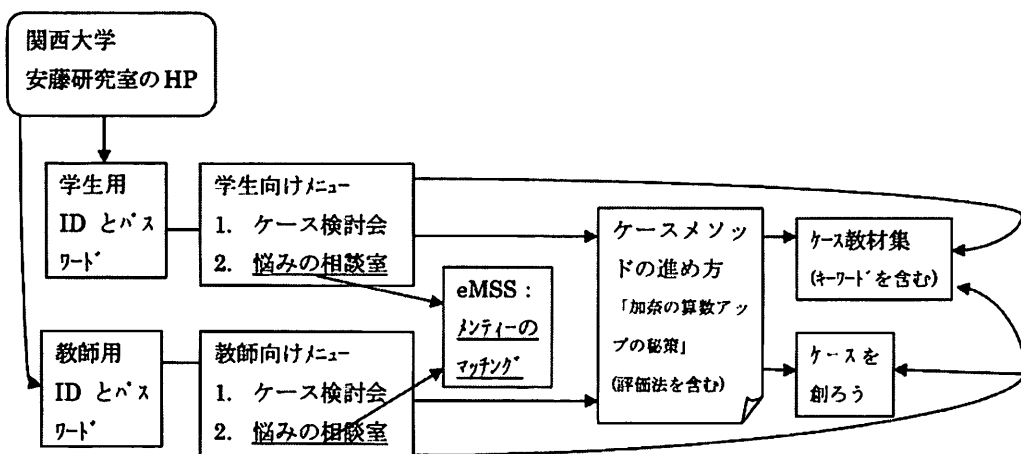 関西大学
安藤研究室のHP
学生用
ID とパス
ワード
学生向けメニュー
1. ケース検討会
2. 悩みの相談室
教師用
ID とパス
ワード
教師向けメニュー
1. ケース検討会
2. 悩みの相談室
eMSS：
メンティーの
マッチング
ケースメソッ
ドの進め方
「加奈の算数アッ
プの秘策」
(評価法を含む)
ケース教材集
(キーワードを含む)
ケースを
創ろう